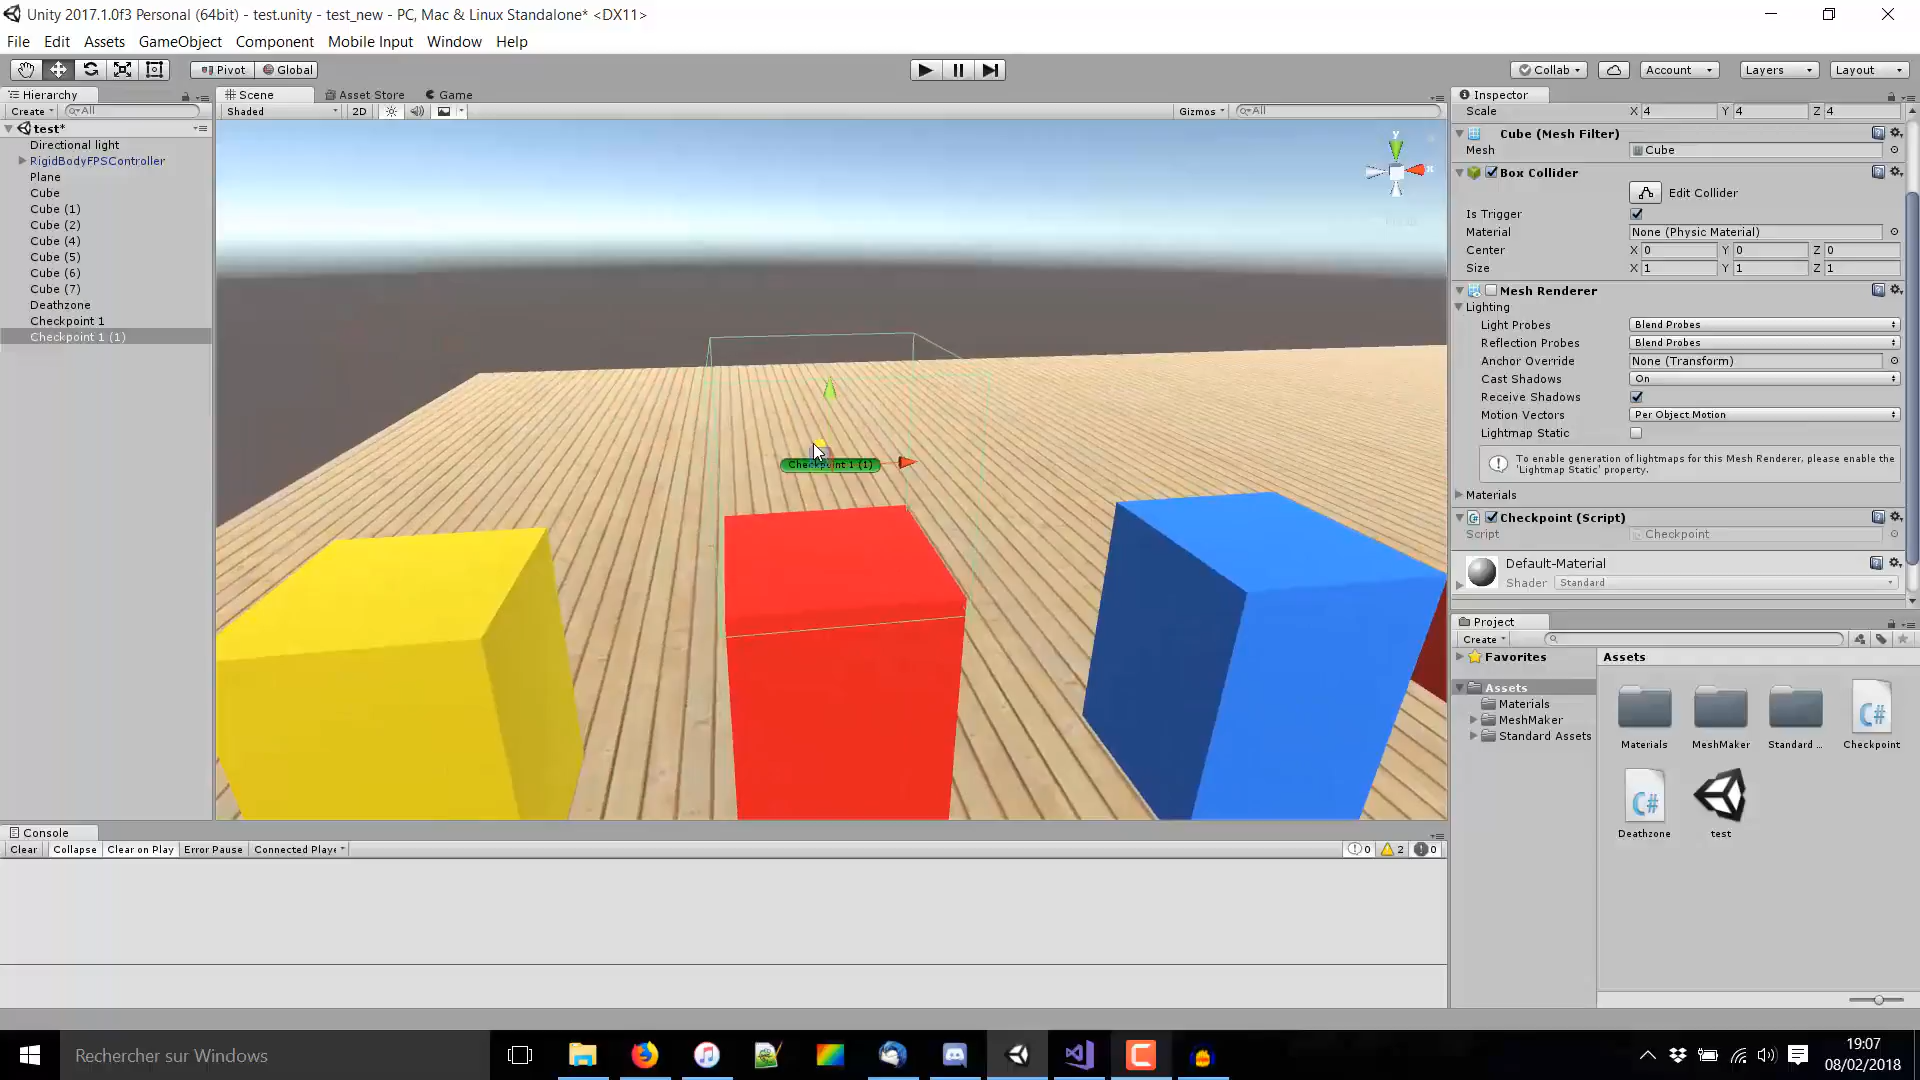 Unity 2017.1.0f3 Personal (64bit) - test.unity - test_new - PC, Mac & Linux Standalone* <DX11>
File Edit Assets GameObject Component Mobile Input Window Help
Pivot Global Collab Account Layers Layout
Hierarchy
Create All
test*
Directional light
RigidBodyFPSController
Plane
Cube
Cube (1)
Cube (2)
Cube (4)
Cube (5)
Cube (6)
Cube (7)
Deathzone
Checkpoint 1
Checkpoint 1 (1)
Scene Asset Store Game
Shaded 2D Gizmos All
y
x
Checkpoint 1 (1)
Inspector
Scale X 4 Y 4 Z 4
Cube (Mesh Filter)
Mesh Cube
Box Collider
Edit Collider
Is Trigger
Material None (Physic Material)
Center X 0 Y 0 Z 0
Size X 1 Y 1 Z 1
Mesh Renderer
Lighting
Light Probes Blend Probes
Reflection Probes Blend Probes
Anchor Override None (Transform)
Cast Shadows On
Receive Shadows
Motion Vectors Per Object Motion
Lightmap Static
To enable generation of lightmaps for this Mesh Renderer, please enable the
'Lightmap Static' property.
Materials
Checkpoint (Script)
Script Checkpoint
Default-Material
Shader Standard
Project
Create
Favorites
Assets
Materials
MeshMaker
Standard Assets
Assets
Materials MeshMaker Standard ... Checkpoint
Deathzone test
Console
Clear Collapse Clear on Play Error Pause Connected Playe 0 2 0
Rechercher sur Windows
19:07
08/02/2018